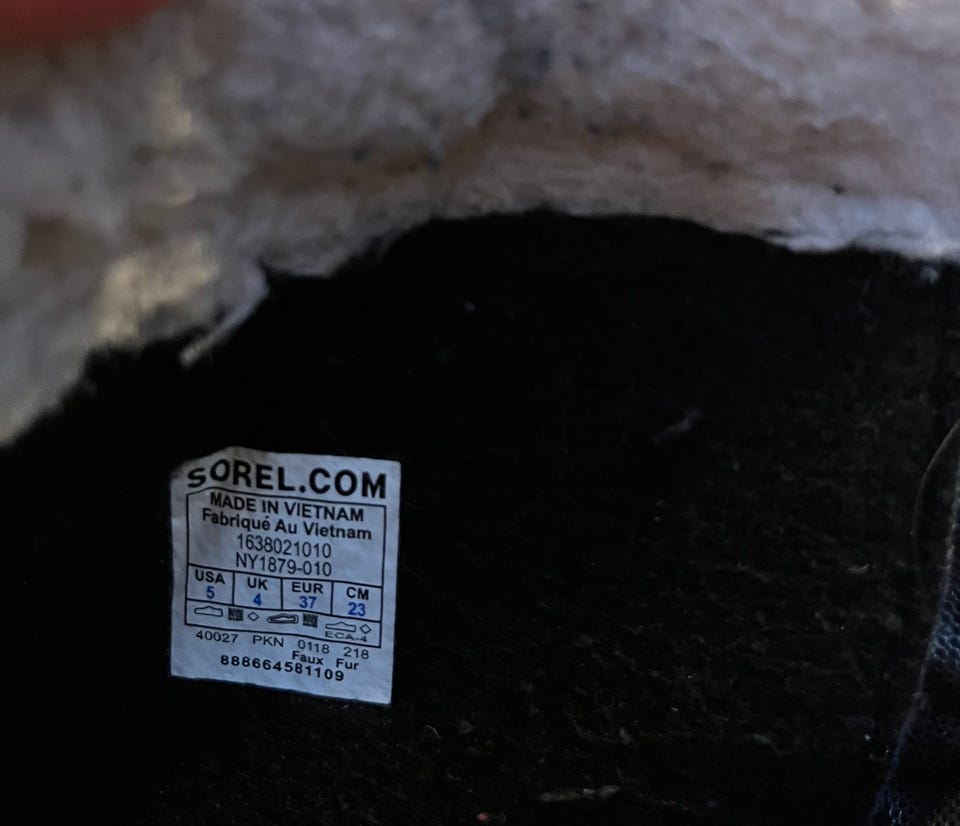 SOREL.COM
MADE IN VIETNAM
Fabriqué Au Vietnam
1638021010
NY1879-010
USA UK EUR CM
5 4 37 23
ECA-4
40027 PKN 0118 218
Faux Fur
888664581109